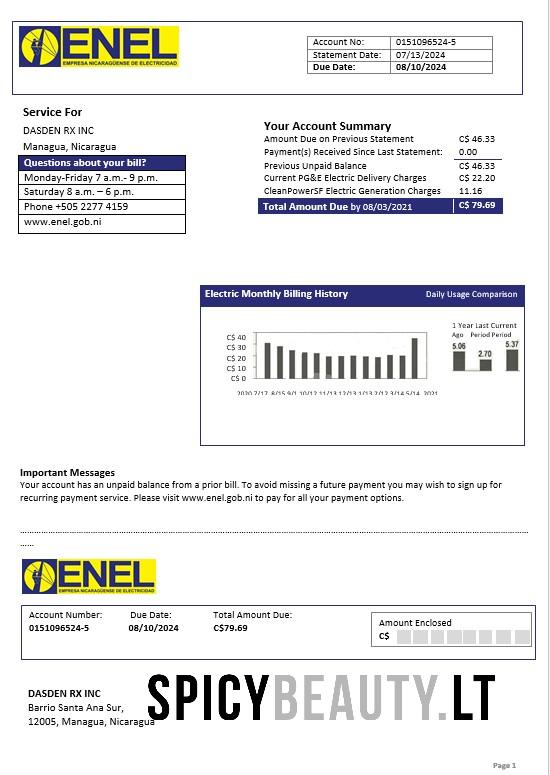 ENEL
EMPRESA NICARAGÜENSE DE ELECTRICIDAD
Account No: 0151096524-5
Statement Date: 07/13/2024
Due Date: 08/10/2024
Service For
DASDEN RX INC
Managua, Nicaragua
Questions about your bill?
Monday-Friday 7 a.m.- 9 p.m.
Saturday 8 a.m. – 6 p.m.
Phone +505 2277 4159
www.enel.gob.ni
Your Account Summary
Amount Due on Previous Statement C$ 46.33
Payment(s) Received Since Last Statement: 0.00
Previous Unpaid Balance C$ 46.33
Current PG&E Electric Delivery Charges C$ 22.20
CleanPowerSF Electric Generation Charges 11.16
Total Amount Due by 08/03/2021 C$ 79.69
Electric Monthly Billing History Daily Usage Comparison
C$ 40
C$ 30
C$ 20
C$ 10
C$ 0
2020 7/17 8/15 9/1 10/12 11/13 12/13 1/13 2/12 3/14 5/14 2021
1 Year Last Current
Ago Period Period
5.06 2.70 5.37
Important Messages
Your account has an unpaid balance from a prior bill. To avoid missing a future payment you may wish to sign up for
recurring payment service. Please visit www.enel.gob.ni to pay for all your payment options.
ENEL
EMPRESA NICARAGÜENSE DE ELECTRICIDAD
Account Number: Due Date: Total Amount Due:
0151096524-5 08/10/2024 C$79.69
Amount Enclosed
C$
DASDEN RX INC
Barrio Santa Ana Sur,
12005, Managua, Nicaragua
SPICYBEAUTY.LT
Page 1